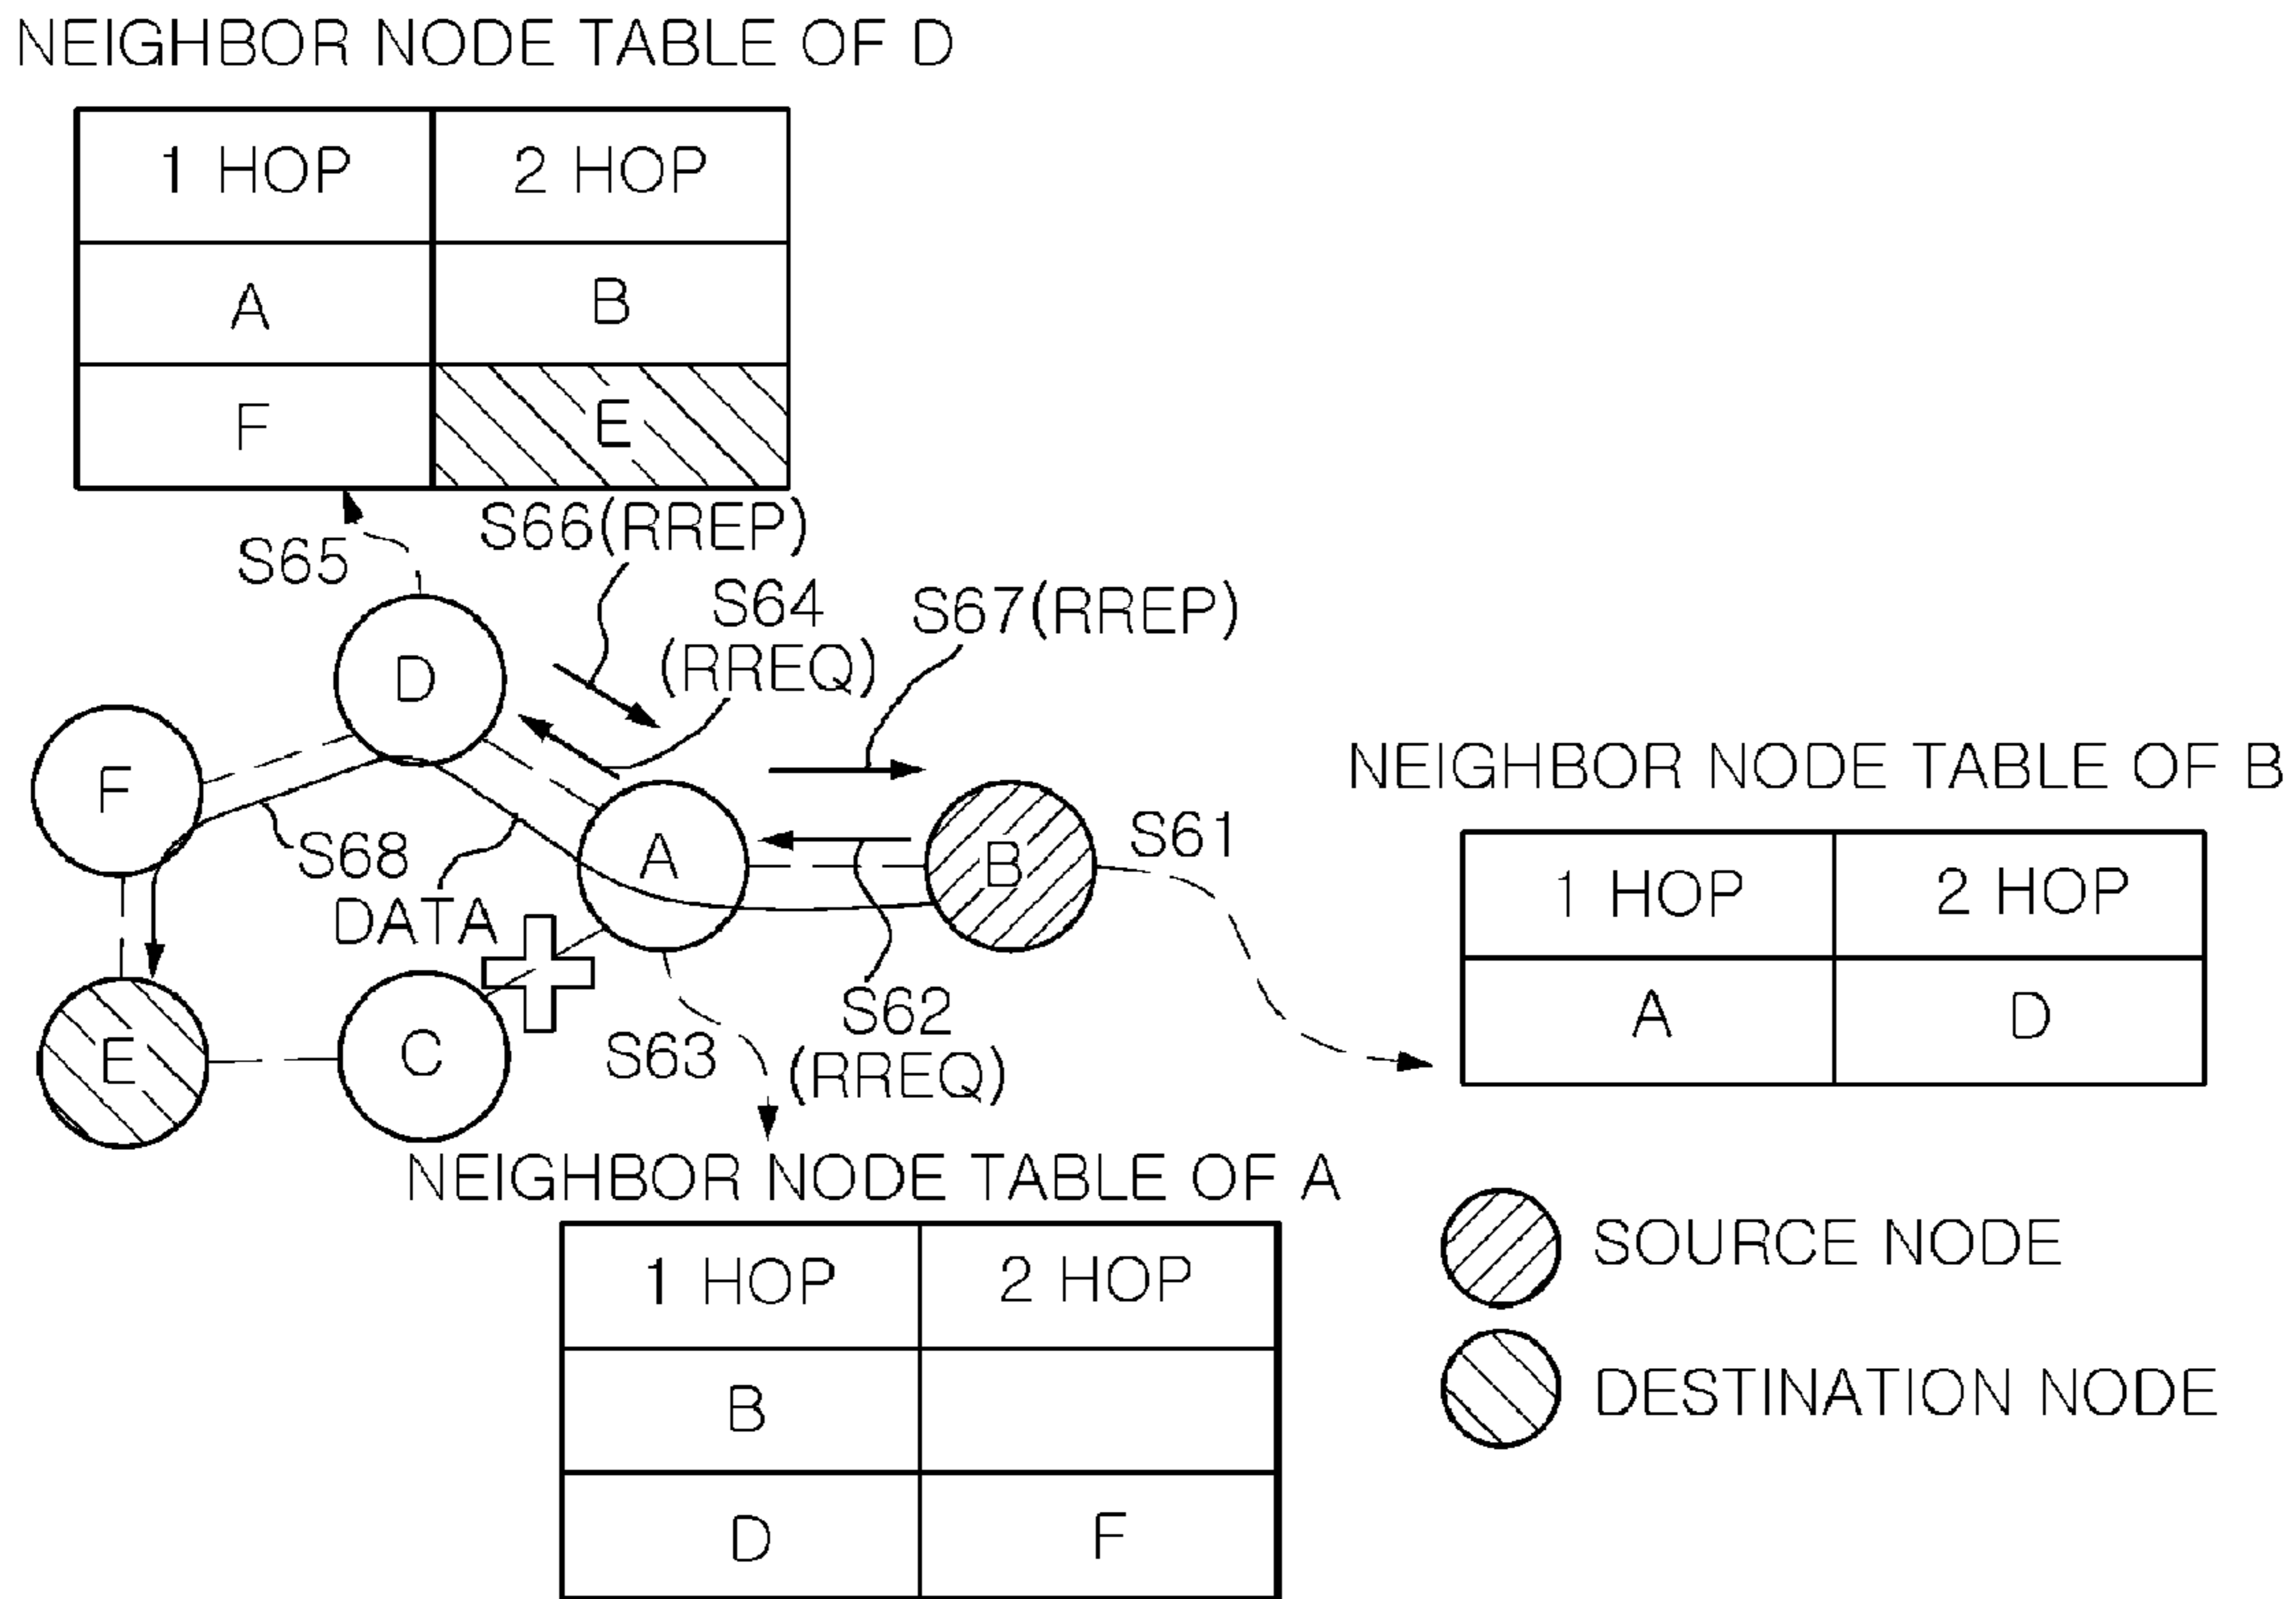 NEIGHBOR NODE TABLE OF D
1 HOP 2 HOP
A B
F E
S65
S66(RREP)
S64
(RREQ)
S67(RREP)
D
F
A
B
S61
S68
DATA
E
C
S63
S62
(RREQ)
NEIGHBOR NODE TABLE OF B
1 HOP 2 HOP
A D
NEIGHBOR NODE TABLE OF A
1 HOP 2 HOP
B
D F
SOURCE NODE
DESTINATION NODE